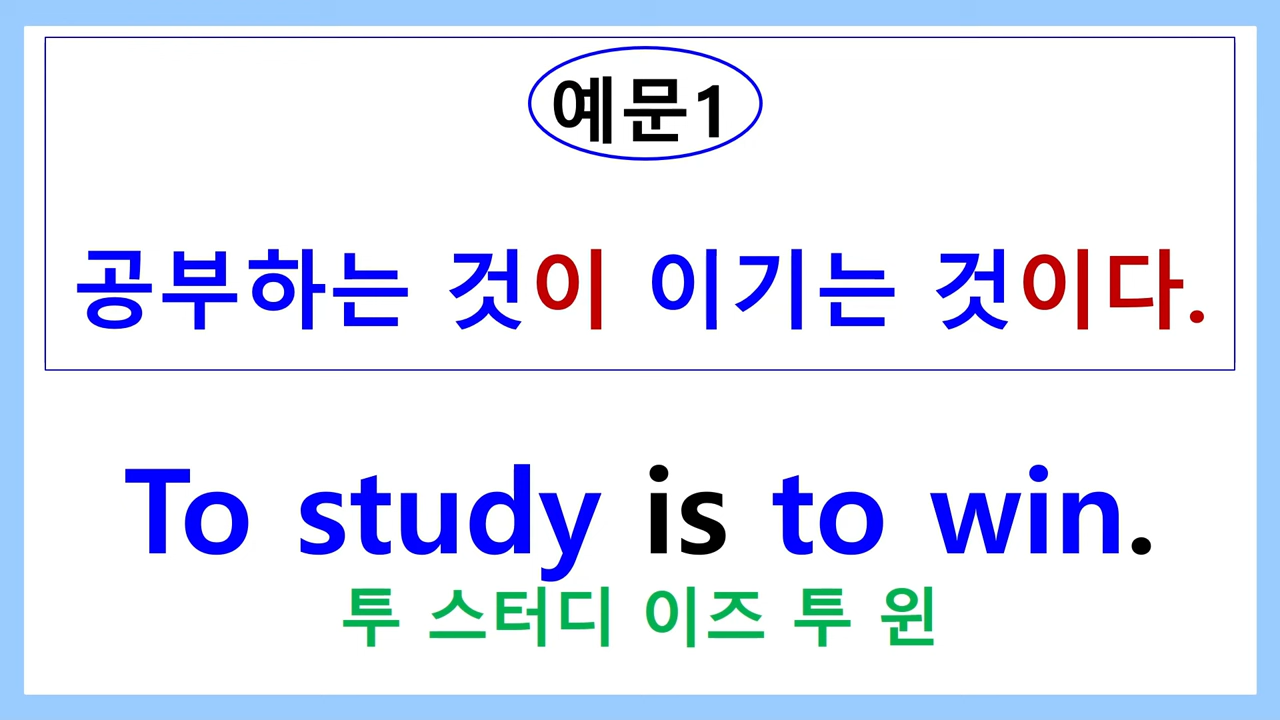 예문1
공부하는 것이 이기는 것이다.
To study is to win.
투 스터디 이즈 투 윈